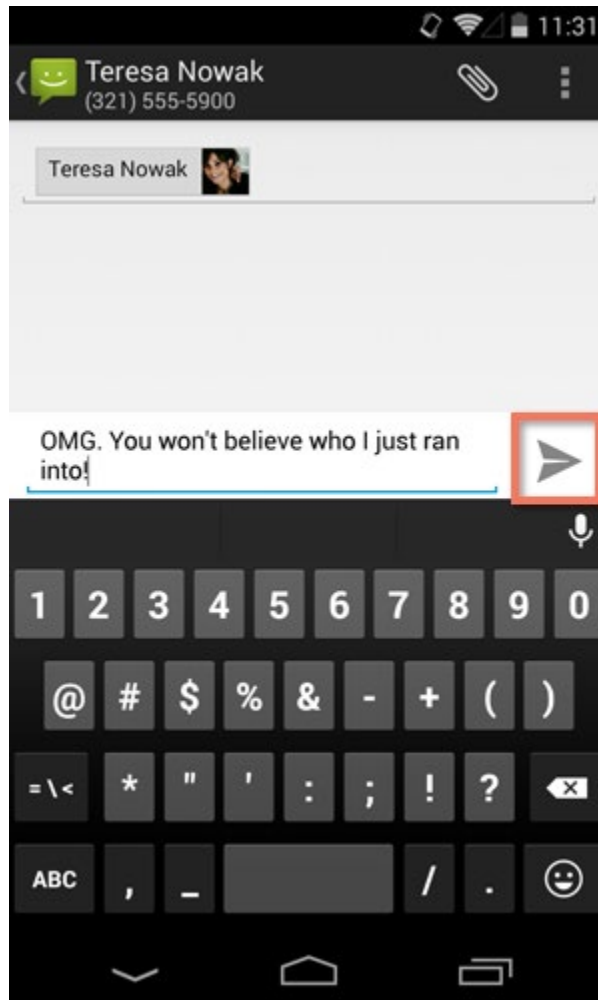 11:31
Teresa Nowak
(321) 555-5900
Teresa Nowak
OMG. You won't believe who I just ran
into!
1 2 3 4 5 6 7 8 9 0
@ # $ % & - + ( )
= \ < * " ' : ; ! ?
ABC , _ / .